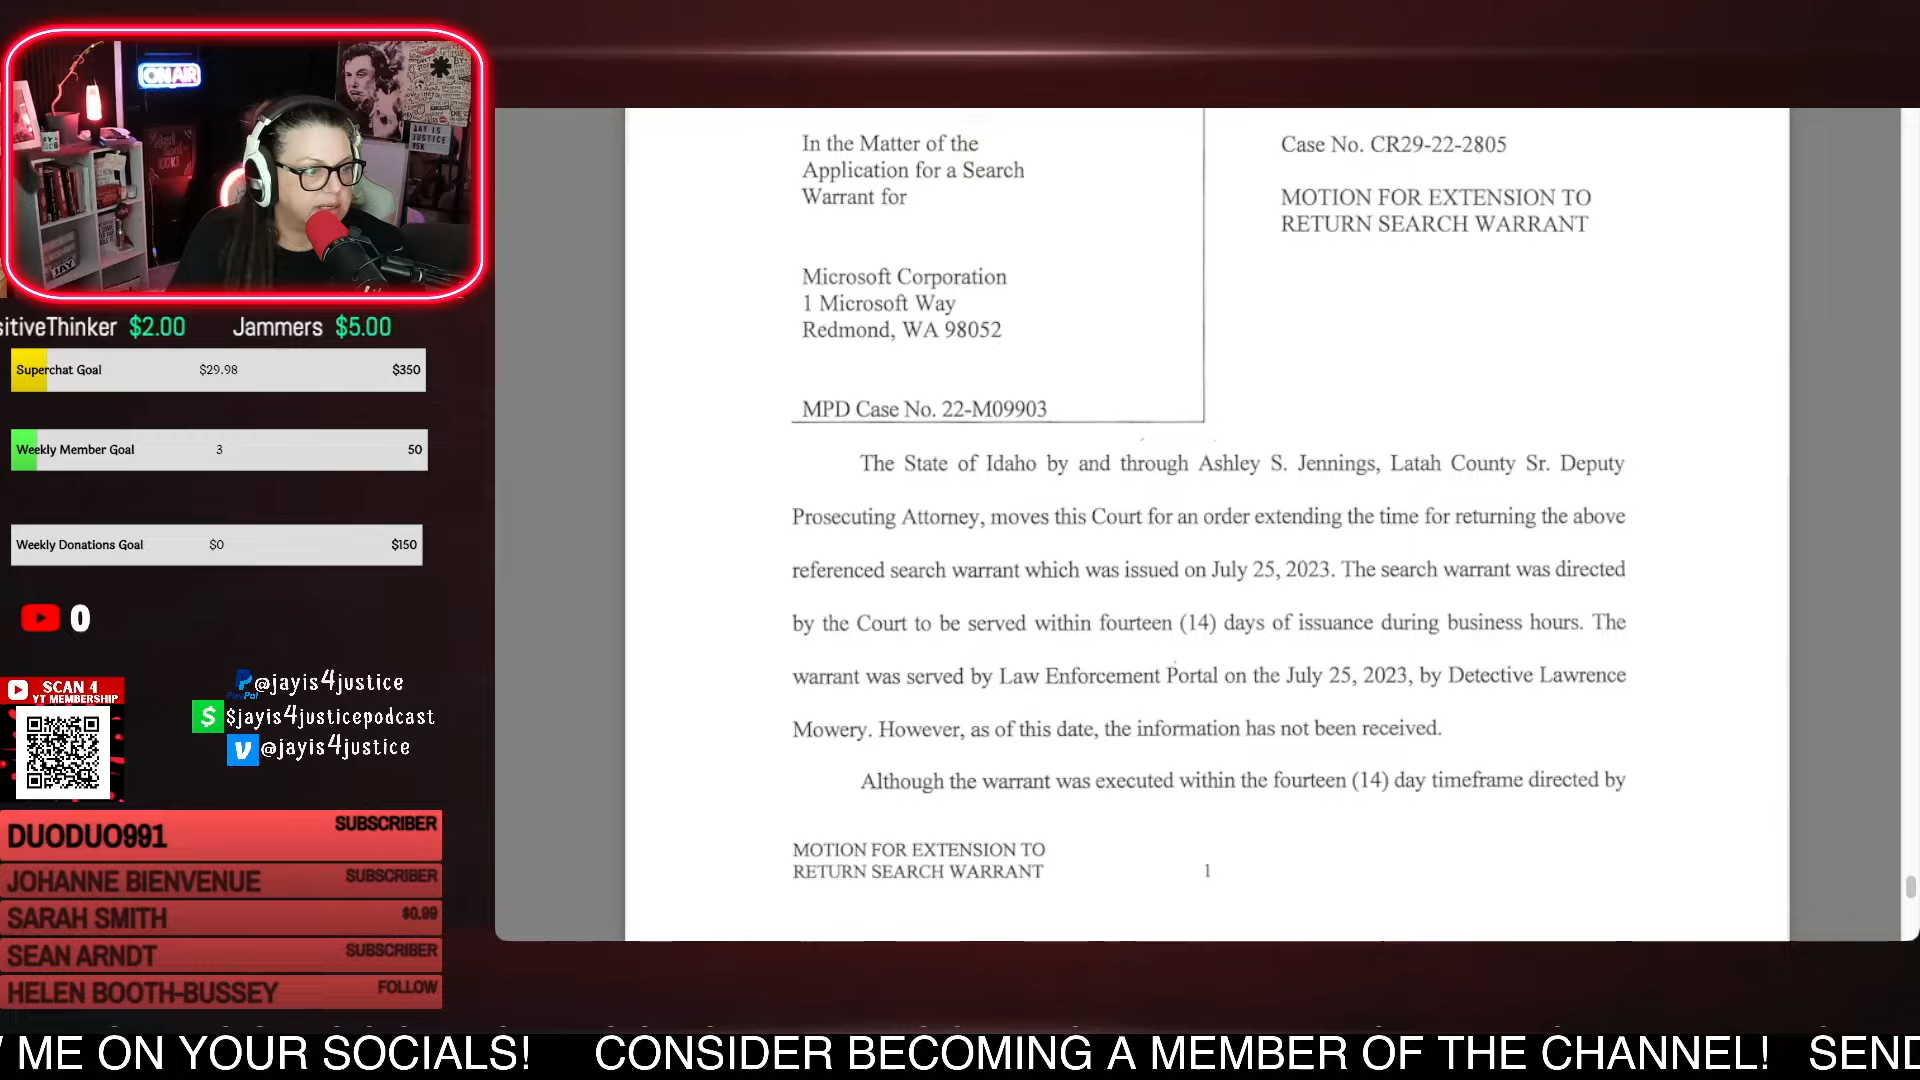 ON AIR
JAY IS
JUSTICE
95K
JAY
sitiveThinker $2.00 Jammers $5.00
Superchat Goal $29.98 $350
Weekly Member Goal 3 50
Weekly Donations Goal $0 $150
0
SCAN 4
YT MEMBERSHIP
PayPal @jayis4justice
$ $jayis4justicepodcast
v @jayis4justice
DUODUO991 SUBSCRIBER
JOHANNE BIENVENUE SUBSCRIBER
SARAH SMITH $0.99
SEAN ARNDT SUBSCRIBER
HELEN BOOTH-BUSSEY FOLLOW
In the Matter of the
Application for a Search
Warrant for
Microsoft Corporation
1 Microsoft Way
Redmond, WA 98052
MPD Case No. 22-M09903
Case No. CR29-22-2805
MOTION FOR EXTENSION TO
RETURN SEARCH WARRANT
The State of Idaho by and through Ashley S. Jennings, Latah County Sr. Deputy
Prosecuting Attorney, moves this Court for an order extending the time for returning the above
referenced search warrant which was issued on July 25, 2023. The search warrant was directed
by the Court to be served within fourteen (14) days of issuance during business hours. The
warrant was served by Law Enforcement Portal on the July 25, 2023, by Detective Lawrence
Mowery. However, as of this date, the information has not been received.
Although the warrant was executed within the fourteen (14) day timeframe directed by
MOTION FOR EXTENSION TO
RETURN SEARCH WARRANT 1
ME ON YOUR SOCIALS! CONSIDER BECOMING A MEMBER OF THE CHANNEL! SEND